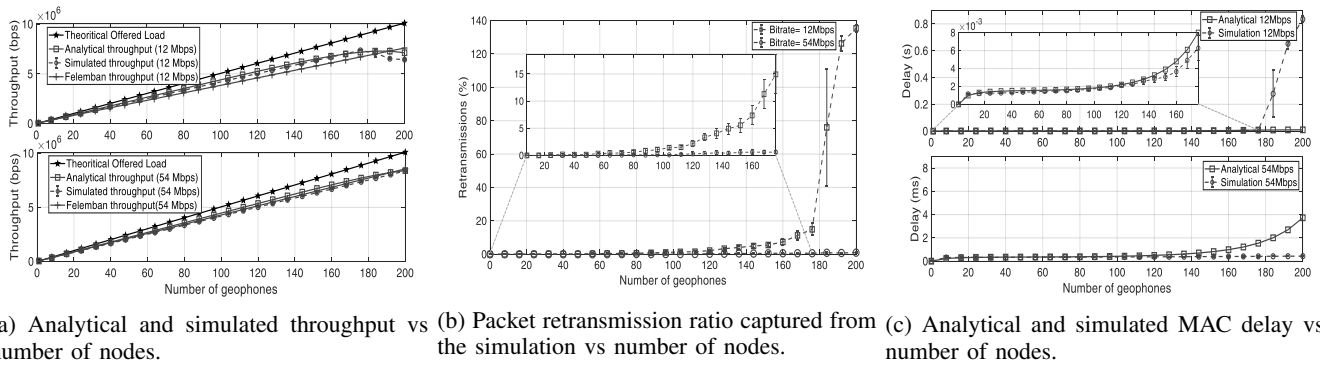 10 × 10^6
Theoritical Offered Load
Analytical throughput (12 Mbps)
Simulated throughput (12 Mbps)
Felemban throughput (12 Mbps)
Throughput (bps)
5
0
0 20 40 60 80 100 120 140 160 180 200
10 × 10^6
Theoritical Offered Load
Analytical throughput (54 Mbps)
Simulated throughput (54 Mbps)
Felemban throughput(54 Mbps)
Throughput (bps)
5
0
0 20 40 60 80 100 120 140 160 180 200
Number of geophones
a) Analytical and simulated throughput vs
number of nodes.
140
120
100
80
60
40
20
0
Retransmissions (%)
Bitrate= 12Mbps
Bitrate= 54Mbps
15
10
5
0
20 40 60 80 100 120 140 160
0 20 40 60 80 100 120 140 160 180 200
Number of geophones
(b) Packet retransmission ratio captured from
the simulation vs number of nodes.
0.8
0.6
0.4
0.2
0
Delay (s)
Analytical 12Mbps
Simulation 12Mbps
8 ×10^-3
6
4
2
0
20 40 60 80 100 120 140 160
0 20 40 60 80 100 120 140 160 180 200
8
6
4
2
0
Delay (ms)
Analytical 54Mbps
Simulation 54Mbps
0 20 40 60 80 100 120 140 160 180 200
Number of geophones
(c) Analytical and simulated MAC delay vs
number of nodes.